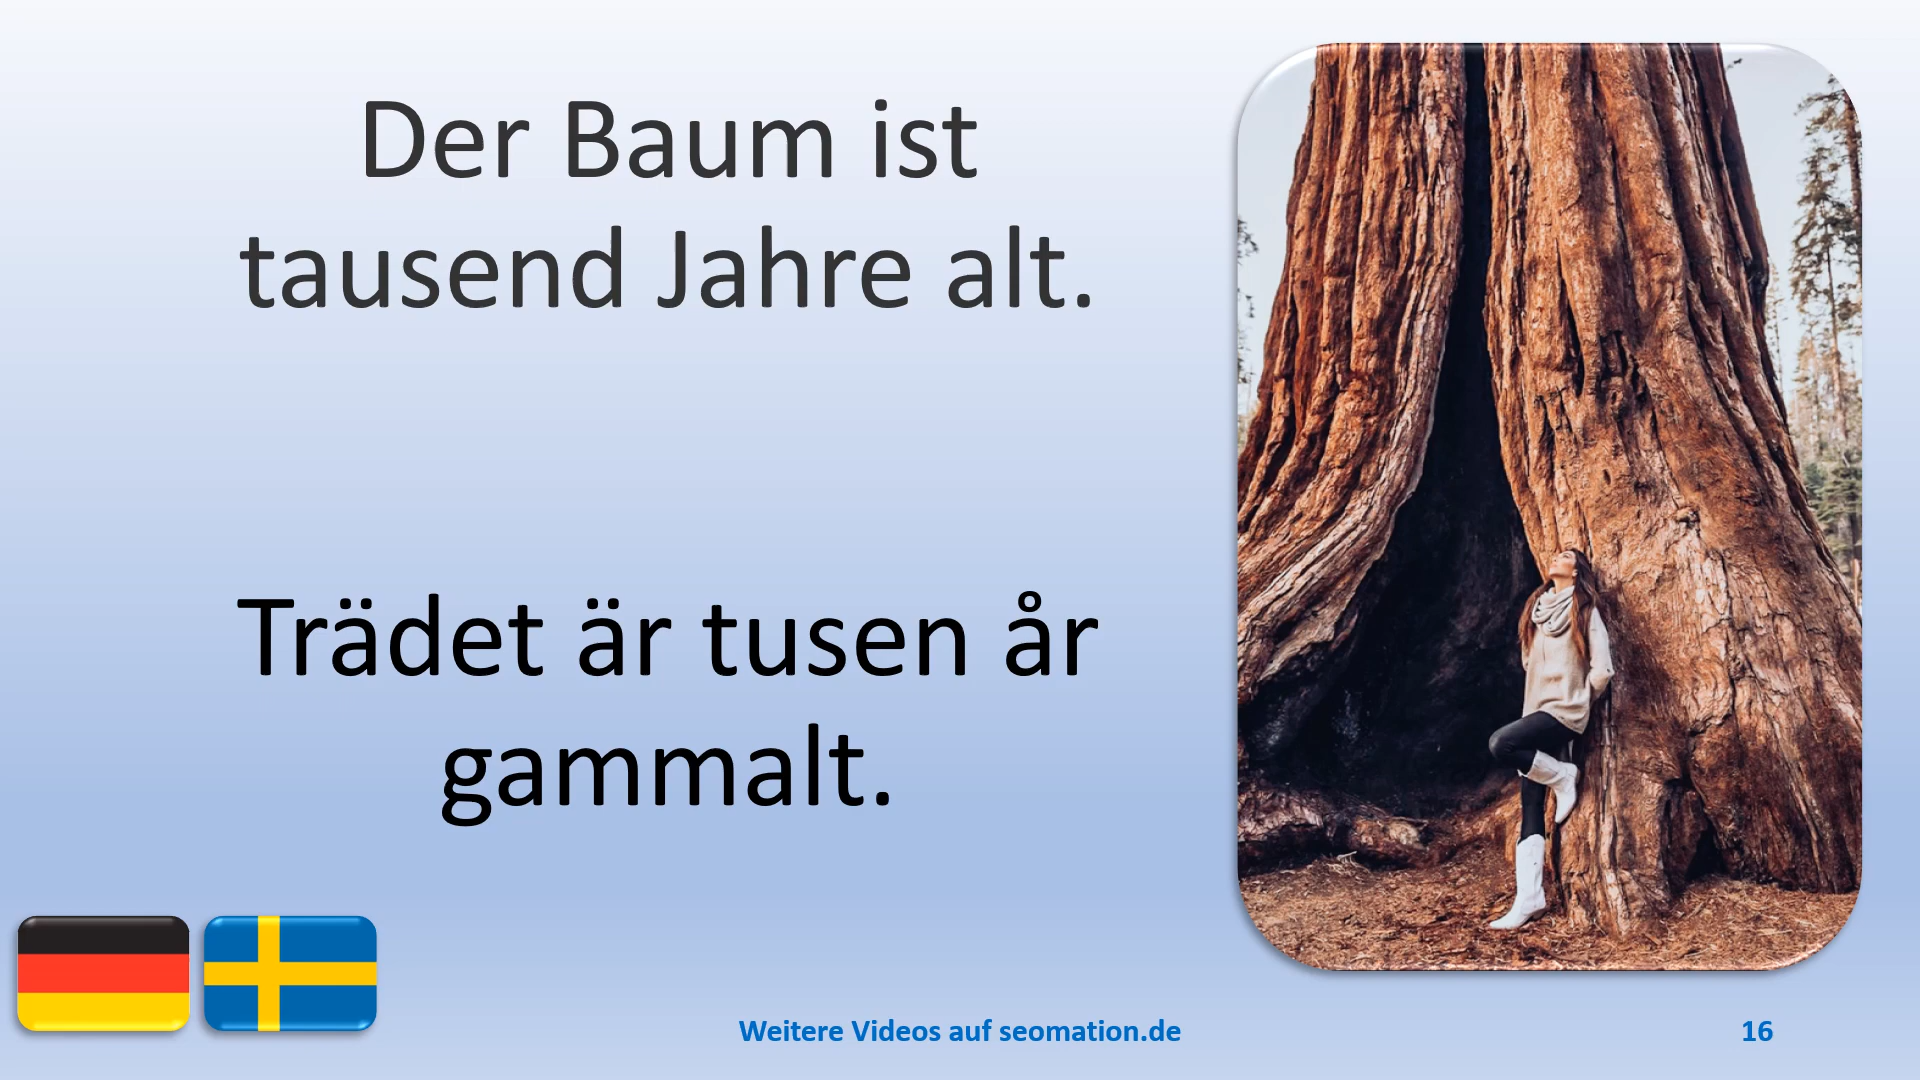 Der Baum ist
tausend Jahre alt.
Trädet är tusen år
gammalt.
Weitere Videos auf seomation.de
16